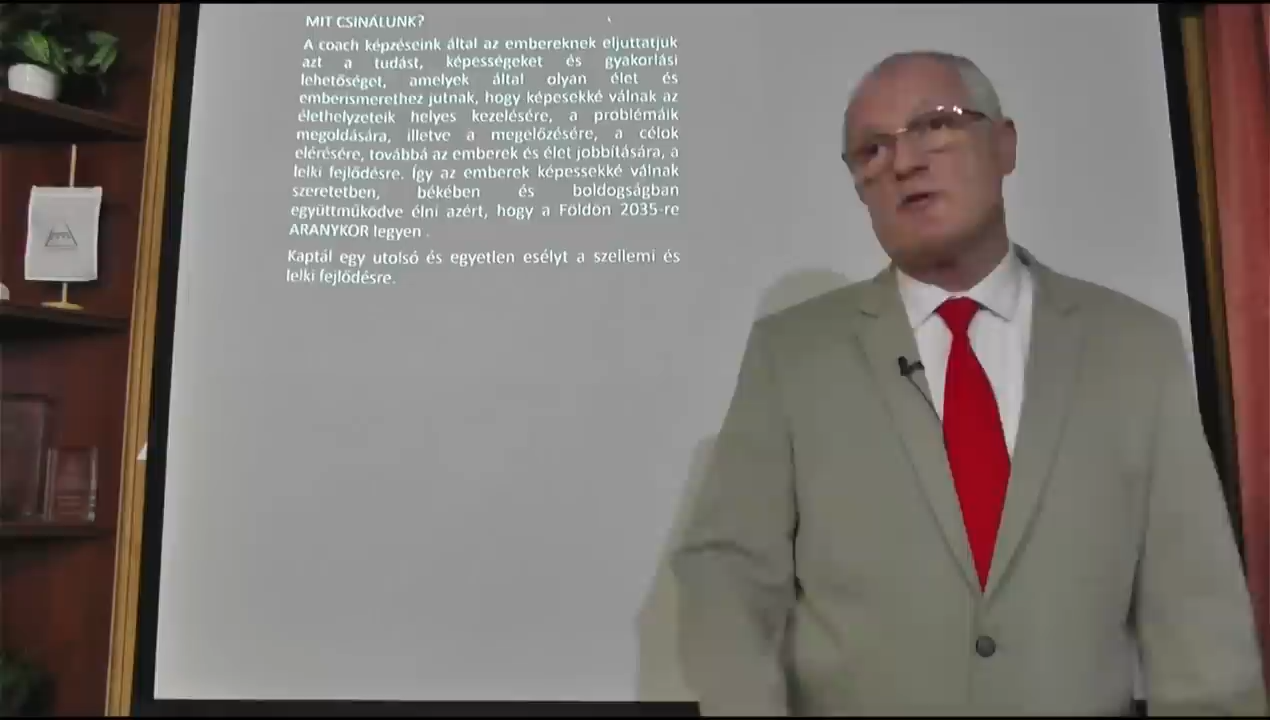 MIT CSINÁLUNK?
A coach képzéseink által az embereknek eljuttatjuk
azt a tudást, képességeket és gyakorlási
lehetőséget, amelyek által olyan élet és
emberismerethez jutnak, hogy képesekké válnak az
élethelyzeteik helyes kezelésére, a problémáik
megoldására, illetve a megelőzésére, a célok
elérésére, továbbá az emberek és élet jobbítására, a
lelki fejlődésre. Így az emberek képessekké válnak
szeretetben, békében és boldogságban
együttműködve élni azért, hogy a Földön 2035-re
ARANYKOR legyen .
Kaptál egy utolsó és egyetlen esélyt a szellemi és
lelki fejlődésre.